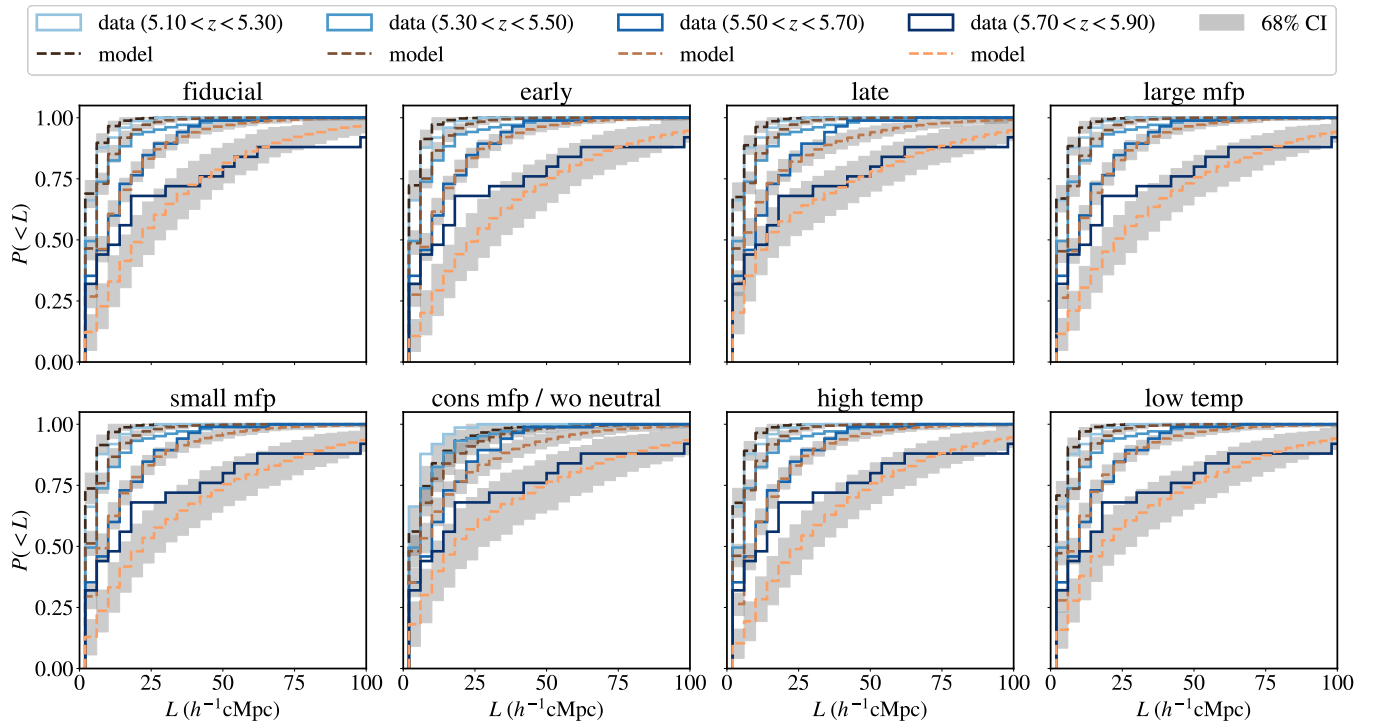 data (5.10 < z < 5.30) data (5.30 < z < 5.50) data (5.50 < z < 5.70) data (5.70 < z < 5.90) 68% CI
model model model model
fiducial early late large mfp
1.00
0.75
0.50
0.25
0.00
P(< L)
small mfp cons mfp / wo neutral high temp low temp
1.00
0.75
0.50
0.25
0.00
P(< L)
0 25 50 75 100 0 25 50 75 100 0 25 50 75 100 0 25 50 75 100
L (h⁻¹cMpc) L (h⁻¹cMpc) L (h⁻¹cMpc) L (h⁻¹cMpc)